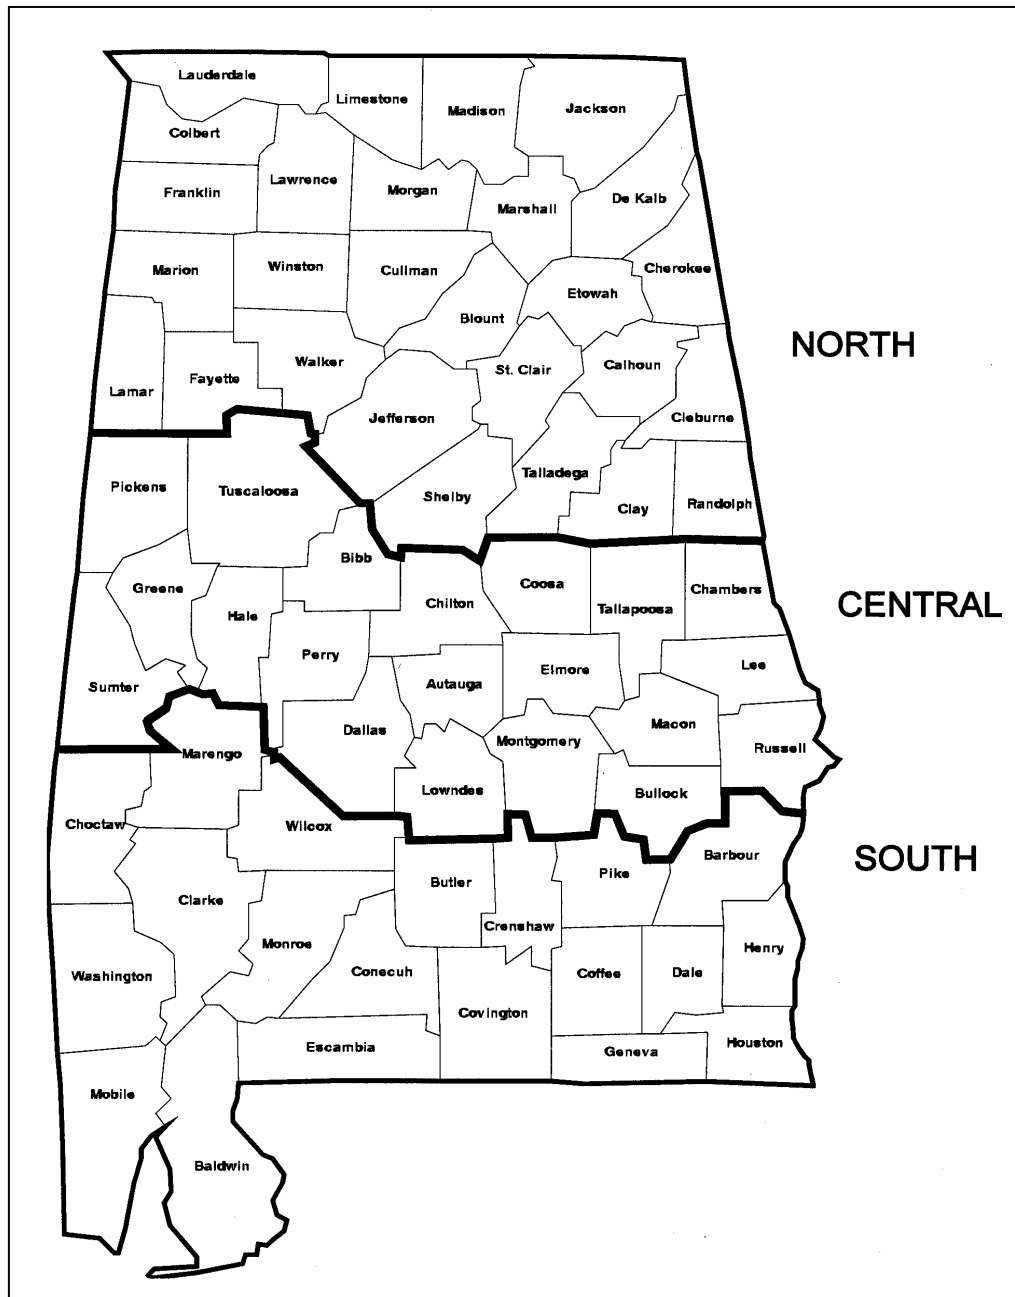 Lauderdale
Limestone
Madison
Jackson
Colbert
Lawrence
Franklin
Morgan
Marshall
De Kalb
Marion
Winston
Cullman
Cherokee
Etowah
Blount
NORTH
Walker
St. Clair
Calhoun
Lamar
Fayette
Jefferson
Cleburne
Pickens
Tuscaloosa
Shelby
Talladega
Clay
Randolph
Bibb
Greene
Coosa
Chambers
Hale
Chilton
Tallapoosa
CENTRAL
Perry
Elmore
Lee
Sumter
Autauga
Dallas
Macon
Marengo
Montgomery
Russell
Lowndes
Bullock
Choctaw
Wilcox
SOUTH
Barbour
Butler
Pike
Clarke
Crenshaw
Monroe
Henry
Washington
Conecuh
Coffee
Dale
Covington
Escambia
Geneva
Houston
Mobile
Baldwin